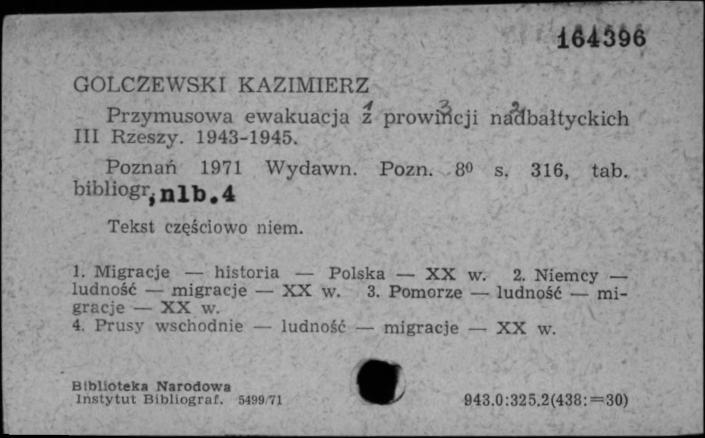 164396
GOLCZEWSKI KAZIMIERZ
Przymusowa ewakuacja z prowincji nadbałtyckich
III Rzeszy. 1943-1945.
Poznań 1971 Wydawn. Pozn. 8⁰ s. 316, tab.
bibliogr, nlb.4
Tekst częściowo niem.
1. Migracje — historia — Polska — XX w. 2. Niemcy —
ludność — migracje — XX w. 3. Pomorze — ludność — mi-
gracje — XX w.
4. Prusy wschodnie — ludność — migracje — XX w.
Biblioteka Narodowa
Instytut Bibliograf. 5499/71
943.0:325.2(438:=30)